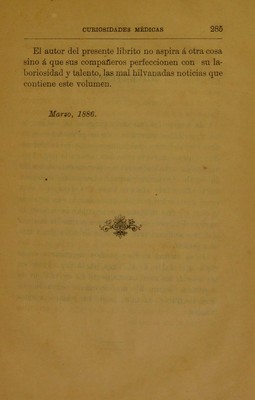 CURIOSIDADES MÉDICAS 285
El autor del presente librito no aspira á otra cosa
sino á que sus compañeros perfeccionen con su la-
boriosidad y talento, las mal hilvanadas noticias que
contiene este volumen.
Marzo, 1886.